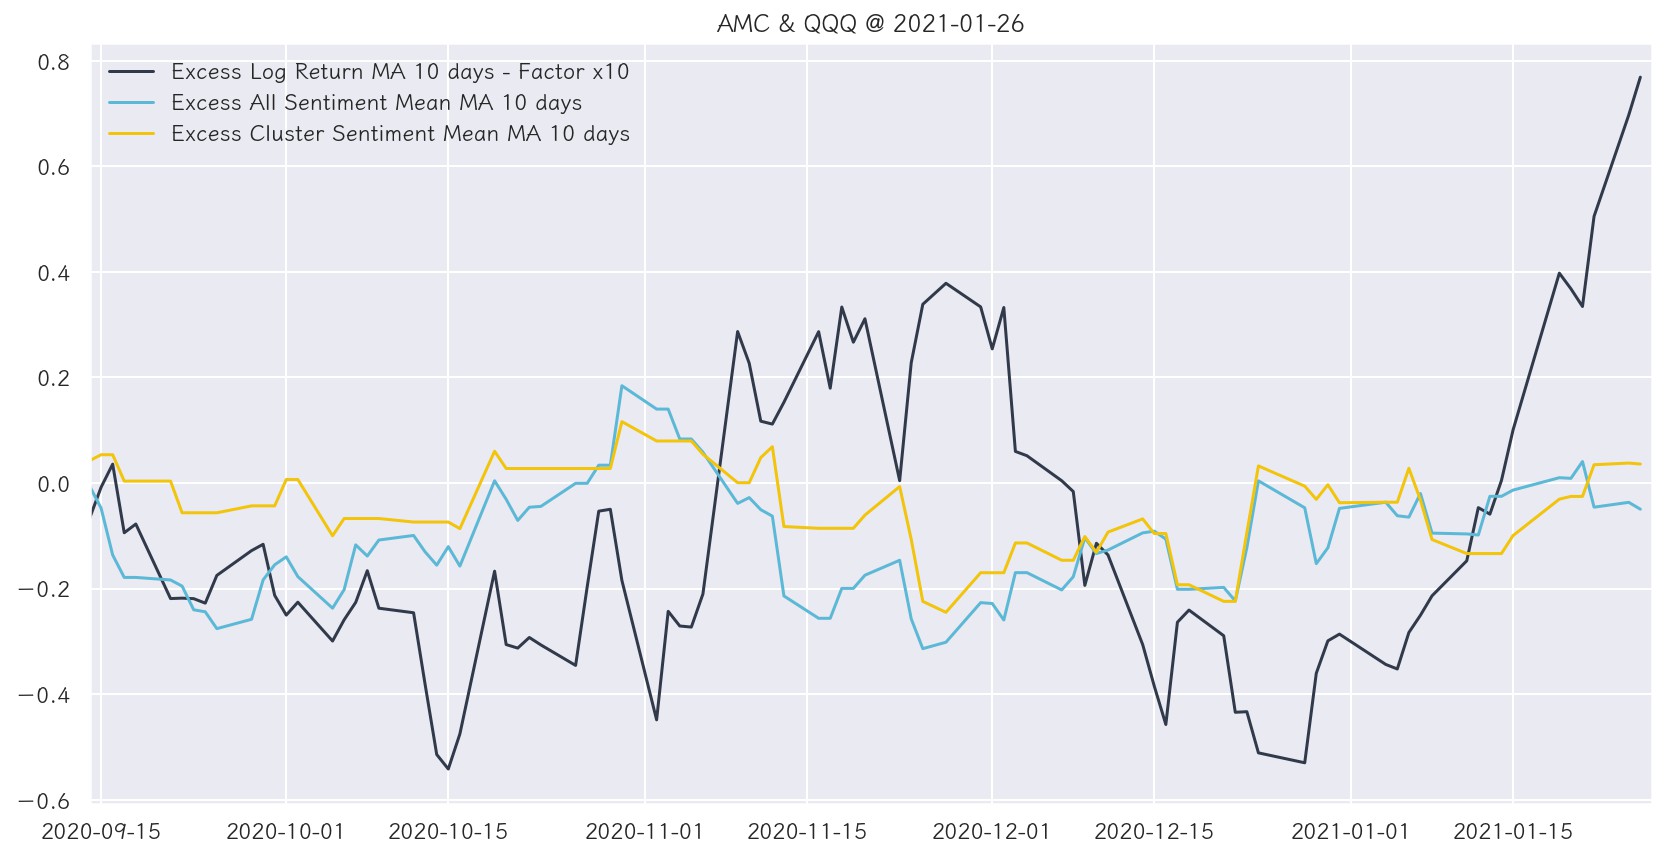 AMC & QQQ @ 2021-01-26
Excess Log Return MA 10 days - Factor x10
Excess All Sentiment Mean MA 10 days
Excess Cluster Sentiment Mean MA 10 days
0.8
0.6
0.4
0.2
0.0
−0.2
−0.4
−0.6
2020-09-15 2020-10-01 2020-10-15 2020-11-01 2020-11-15 2020-12-01 2020-12-15 2021-01-01 2021-01-15